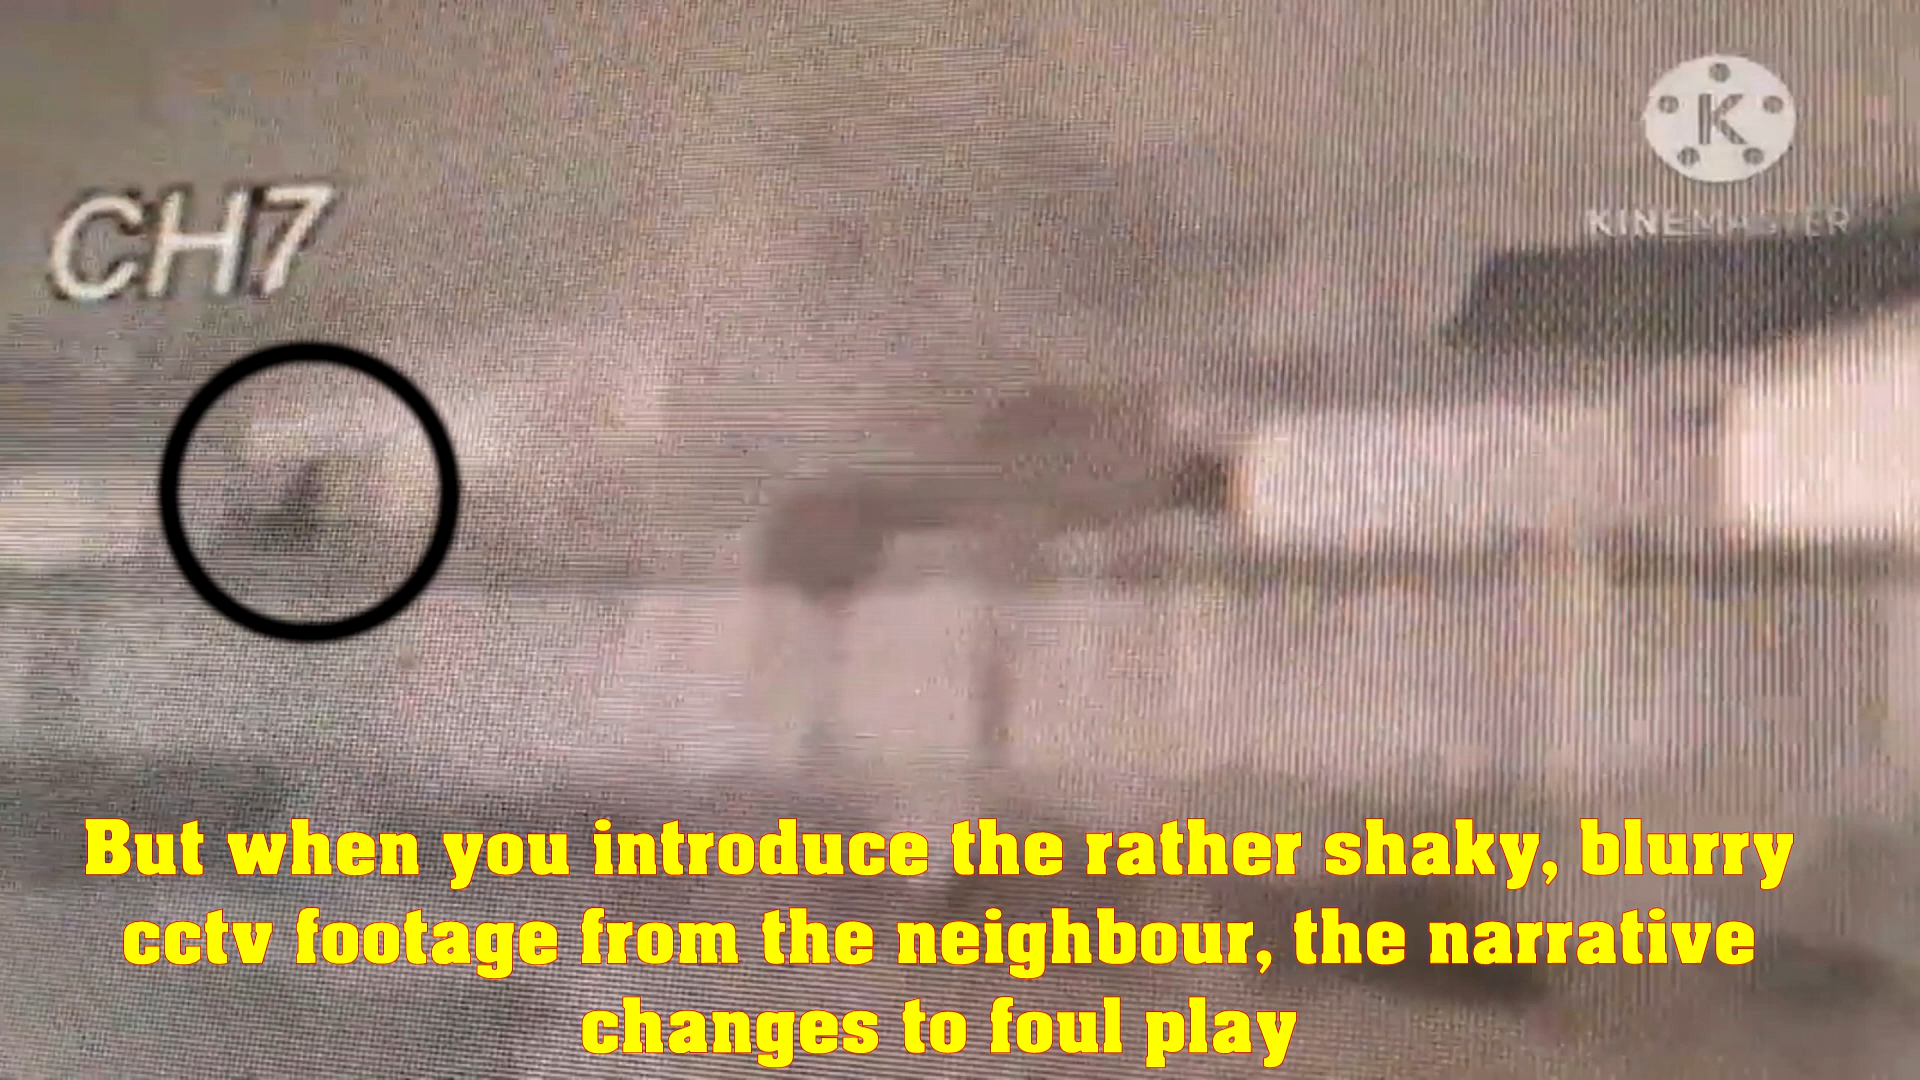 K
KINEMASTER
CH7
But when you introduce the rather shaky, blurry
cctv footage from the neighbour, the narrative
changes to foul play